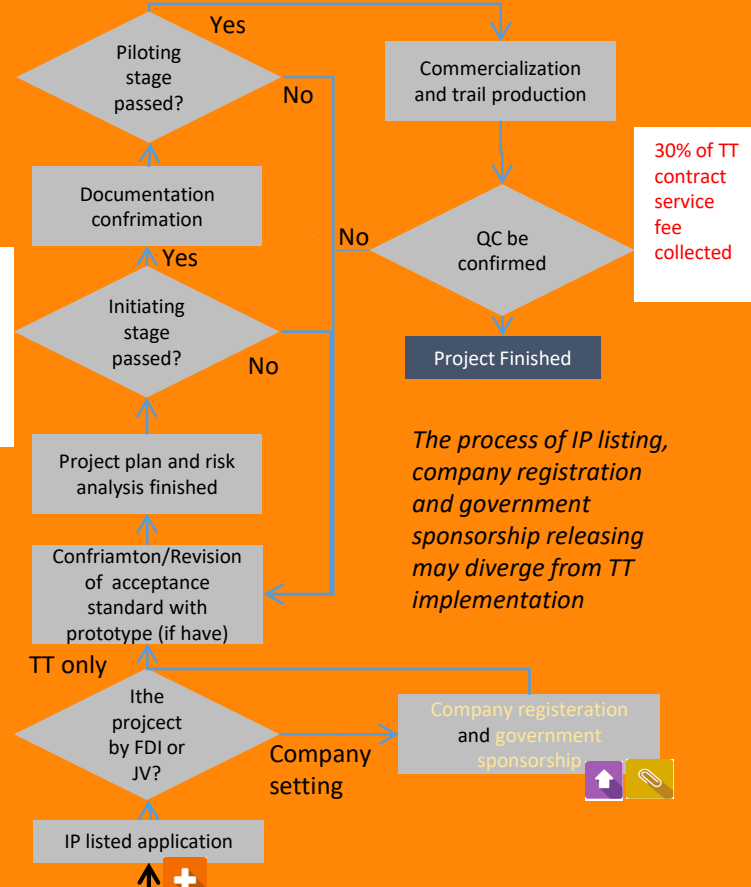 Yes
Piloting
stage
passed?
No
Commercialization
and trail production
30% of TT
contract
service
fee
collected
Documentation
confrimation
No
QC be
confirmed
Yes
Initiating
stage
passed?
No
Project Finished
Project plan and risk
analysis finished
The process of IP listing,
company registration
and government
sponsorship releasing
may diverge from TT
implementation
Confriamton/Revision
of acceptance
standard with
prototype (if have)
TT only
Ithe
projcect
by FDI or
JV?
Company
setting
Company registeration
and government
sponsorship
IP listed application